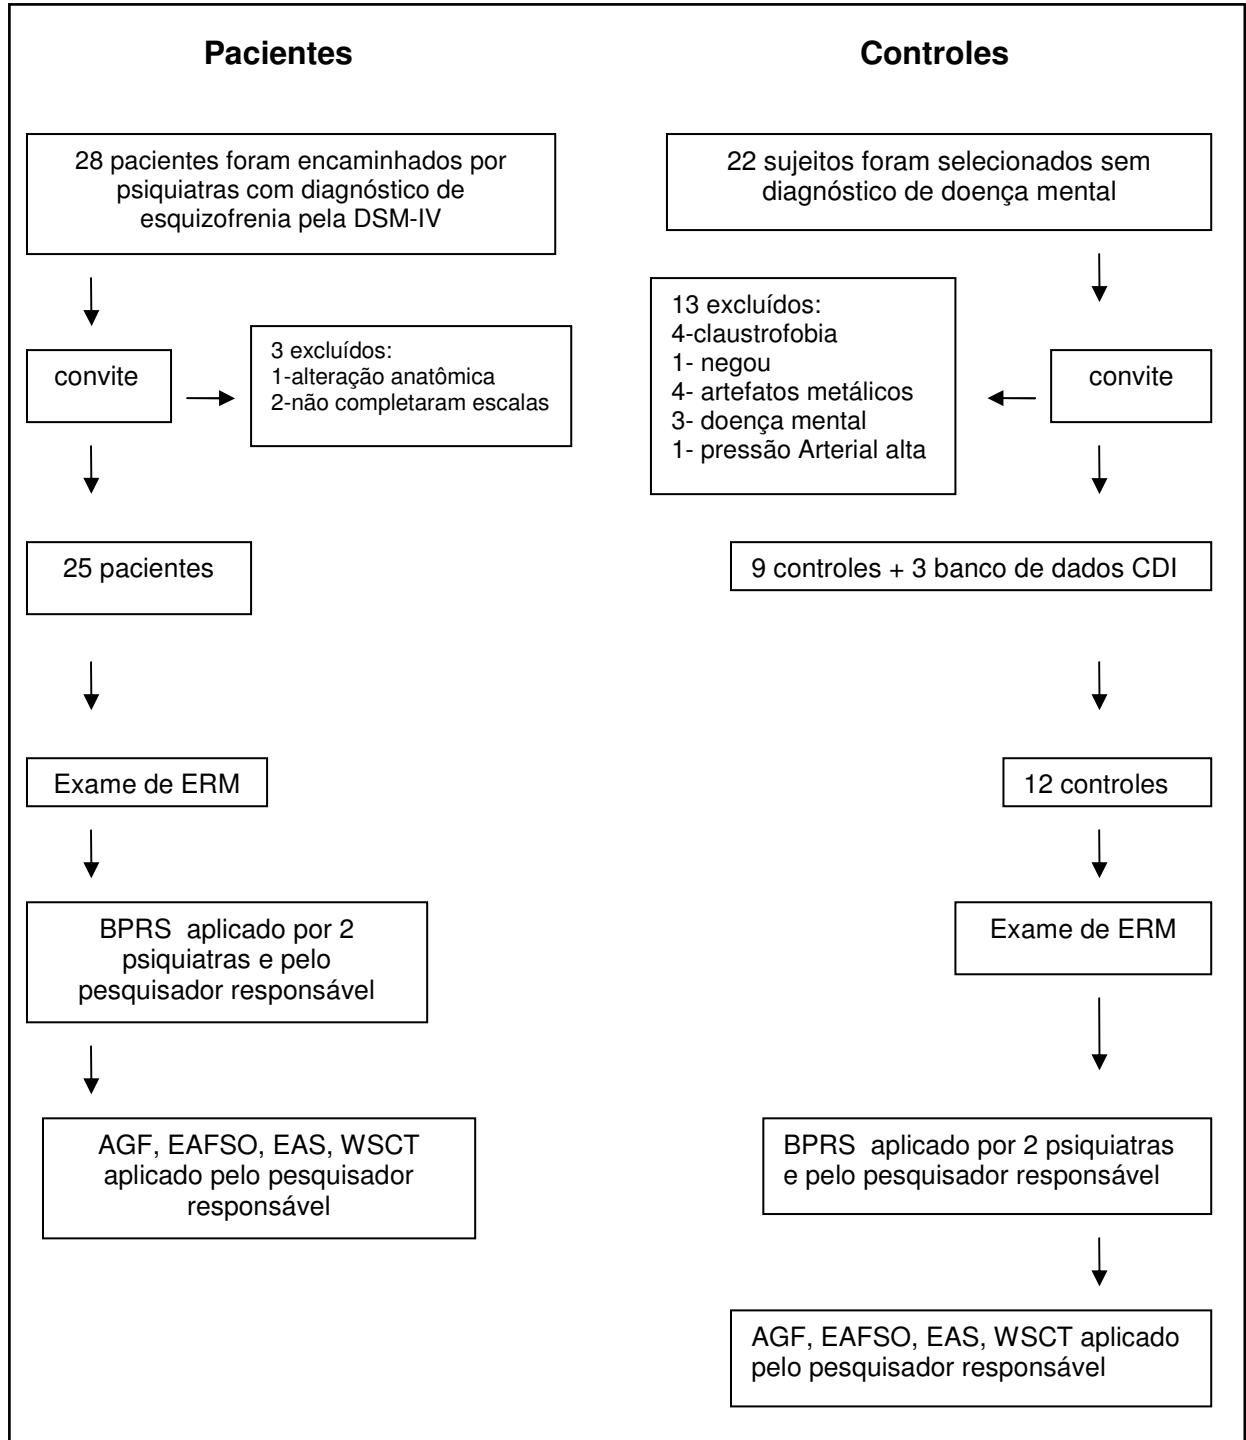 Pacientes
28 pacientes foram encaminhados por
psiquiatras com diagnóstico de
esquizofrenia pela DSM-IV
convite
3 excluídos:
1-alteração anatômica
2-não completaram escalas
25 pacientes
Exame de ERM
BPRS aplicado por 2
psiquiatras e pelo
pesquisador responsável
AGF, EAFSO, EAS, WSCT
aplicado pelo pesquisador
responsável
Controles
22 sujeitos foram selecionados sem
diagnóstico de doença mental
13 excluídos:
4-claustrofobia
1- negou
4- artefatos metálicos
3- doença mental
1- pressão Arterial alta
convite
9 controles + 3 banco de dados CDI
12 controles
Exame de ERM
BPRS aplicado por 2 psiquiatras
e pelo pesquisador responsável
AGF, EAFSO, EAS, WSCT aplicado
pelo pesquisador responsável